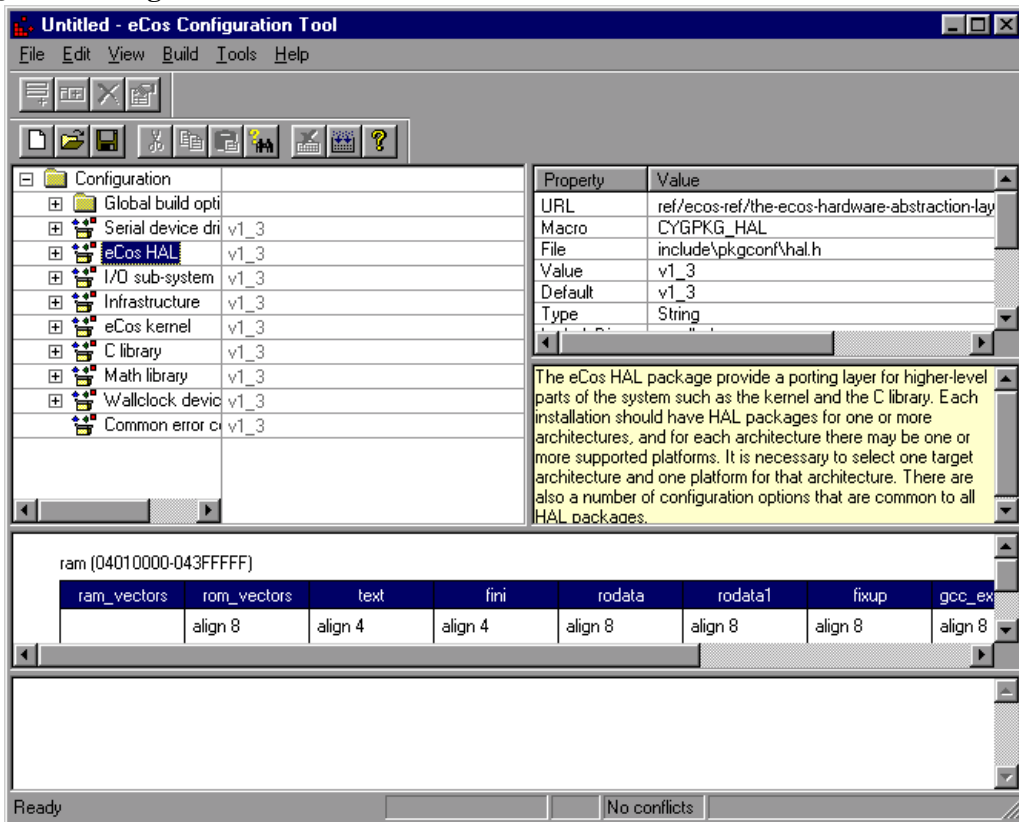 Untitled - eCos Configuration Tool
File Edit View Build Tools Help
Configuration
Global build opti
Serial device dri v1_3
eCos HAL v1_3
I/O sub-system v1_3
Infrastructure v1_3
eCos kernel v1_3
C library v1_3
Math library v1_3
Wallclock devic v1_3
Common error c v1_3
Property Value
URL ref/ecos-ref/the-ecos-hardware-abstraction-lay
Macro CYGPKG_HAL
File include\pkgconf\hal.h
Value v1_3
Default v1_3
Type String
The eCos HAL package provide a porting layer for higher-level
parts of the system such as the kernel and the C library. Each
installation should have HAL packages for one or more
architectures, and for each architecture there may be one or
more supported platforms. It is necessary to select one target
architecture and one platform for that architecture. There are
also a number of configuration options that are common to all
HAL packages.
ram (04010000-043FFFFF)
ram_vectors rom_vectors text fini rodata rodata1 fixup gcc_ex
align 8 align 4 align 4 align 8 align 8 align 8 align 8
Ready No conflicts